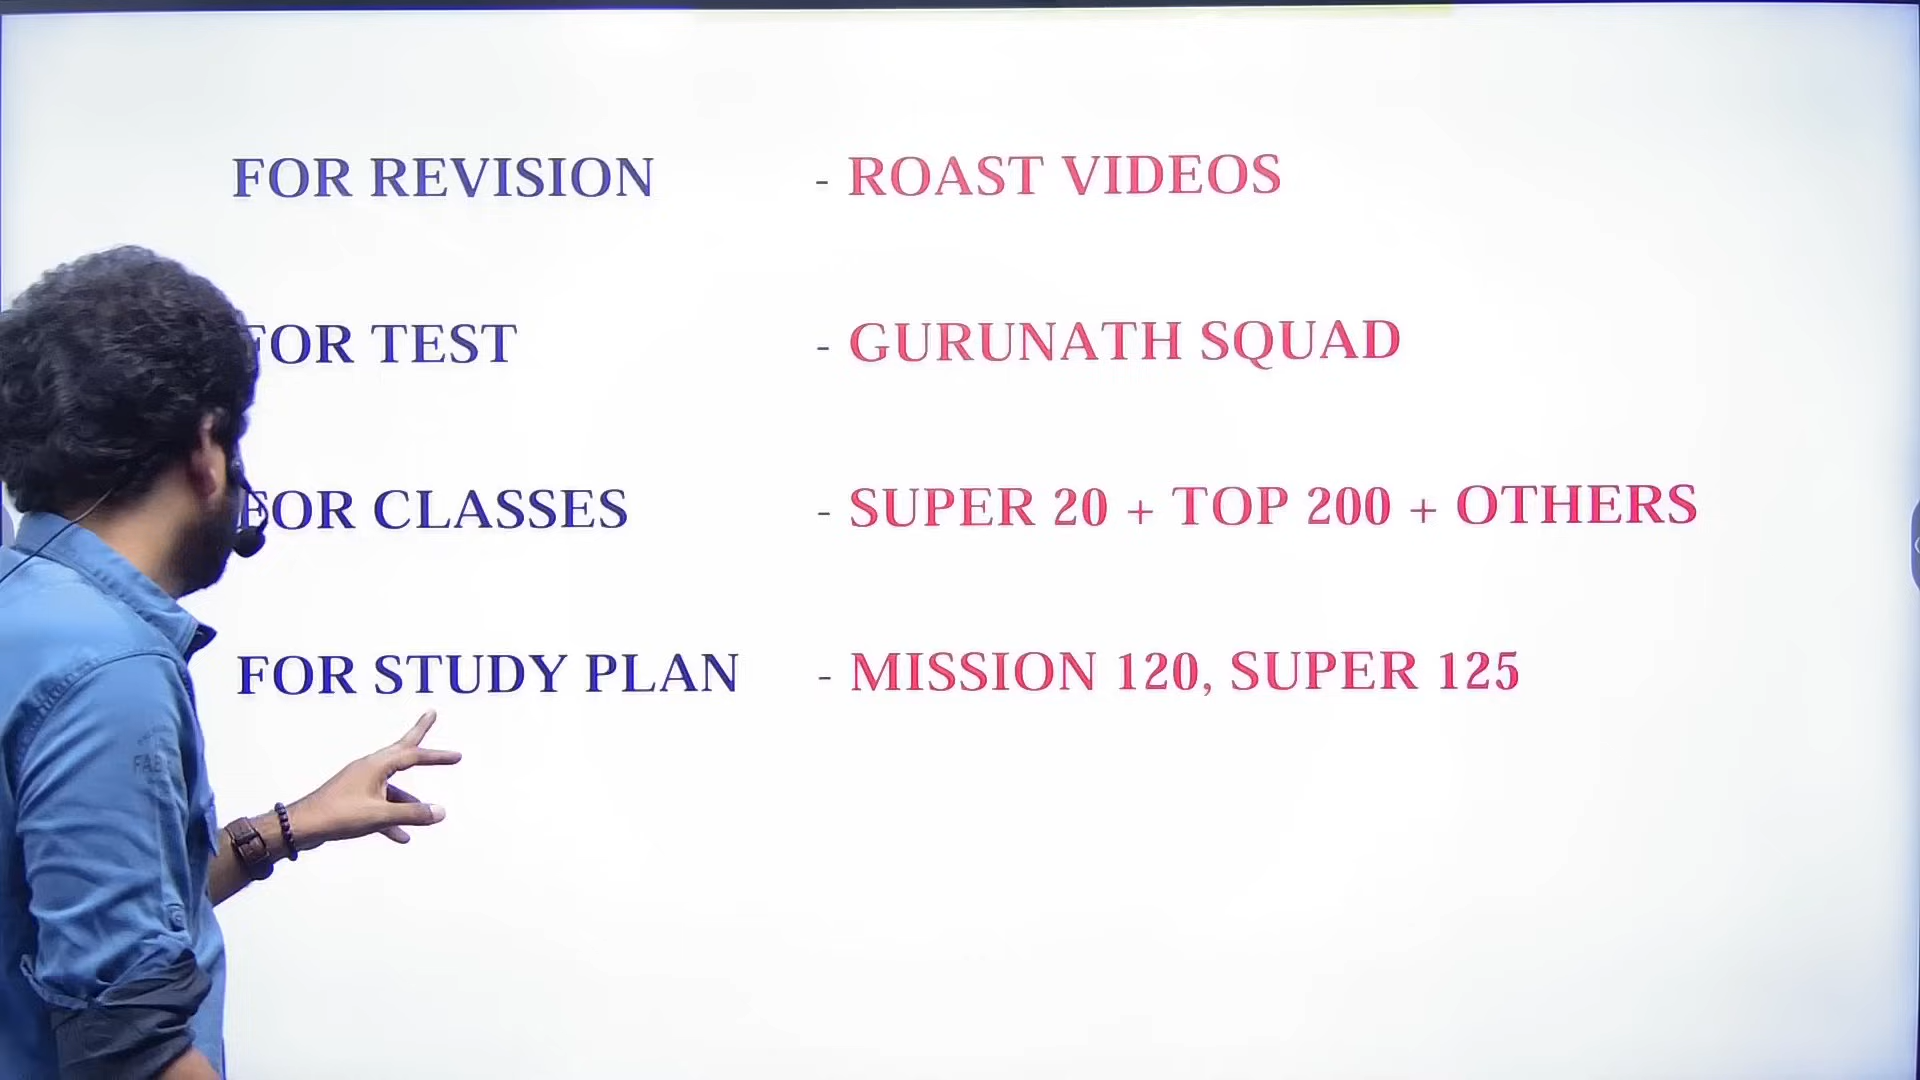 FOR REVISION - ROAST VIDEOS
FOR TEST - GURUNATH SQUAD
FOR CLASSES - SUPER 20 + TOP 200 + OTHERS
FOR STUDY PLAN - MISSION 120, SUPER 125